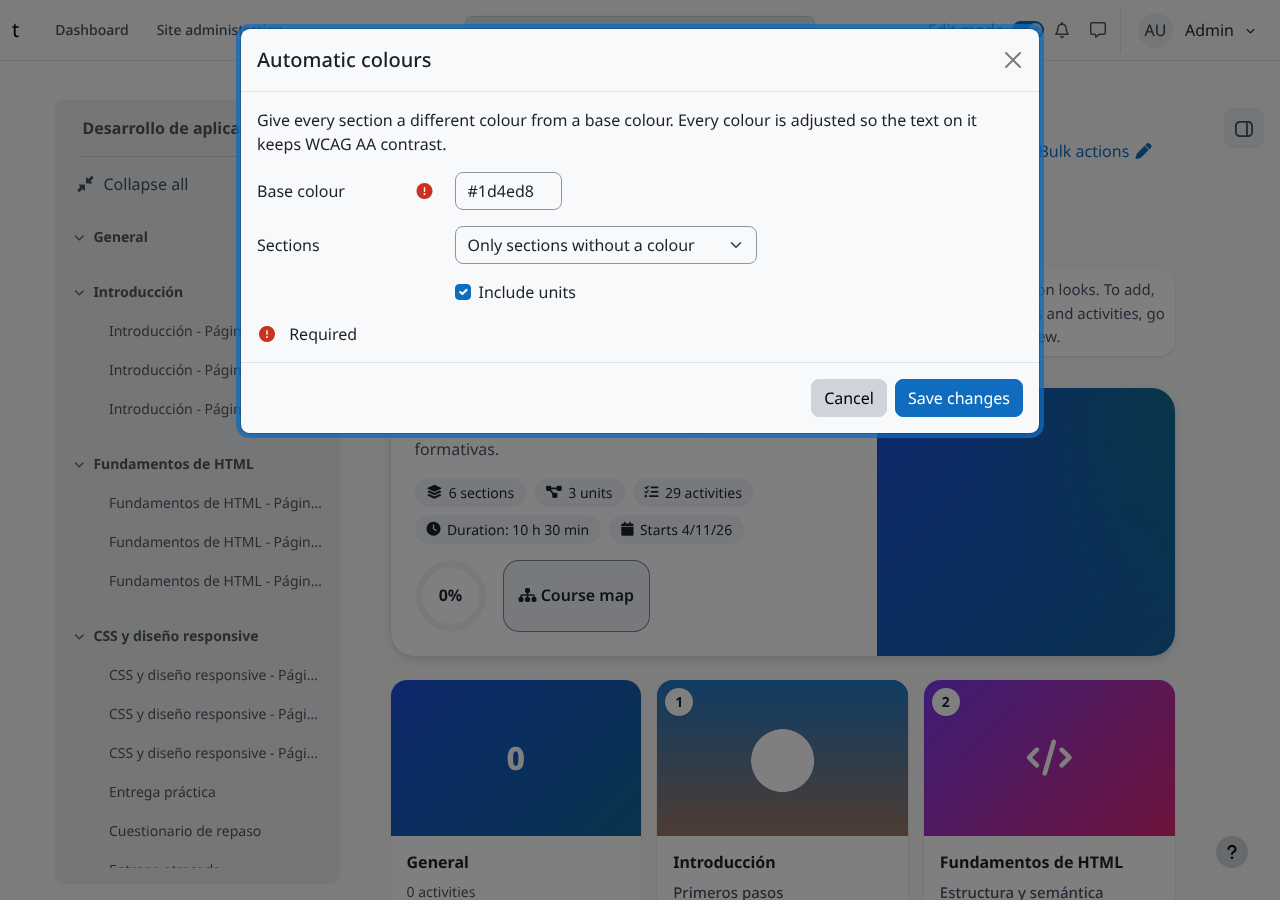 t
Dashboard
Site administration
Edit mode
AU
Admin
Automatic colours
Give every section a different colour from a base colour. Every colour is adjusted so the text on it
keeps WCAG AA contrast.
Base colour
#1d4ed8
Sections
Only sections without a colour
Include units
Required
Cancel
Save changes
Desarrollo de aplica
Collapse all
General
Introducción
Introducción - Págin
Introducción - Págin
Introducción - Págin
Fundamentos de HTML
Fundamentos de HTML - Págin...
Fundamentos de HTML - Págin...
Fundamentos de HTML - Págin...
CSS y diseño responsive
CSS y diseño responsive - Pági...
CSS y diseño responsive - Pági...
CSS y diseño responsive - Pági...
Entrega práctica
Cuestionario de repaso
Bulk actions
on looks. To add,
s and activities, go
ew.
formativas.
6 sections
3 units
29 activities
Duration: 10 h 30 min
Starts 4/11/26
0%
Course map
0
General
0 activities
1
Introducción
Primeros pasos
2
</>
Fundamentos de HTML
Estructura y semántica
?